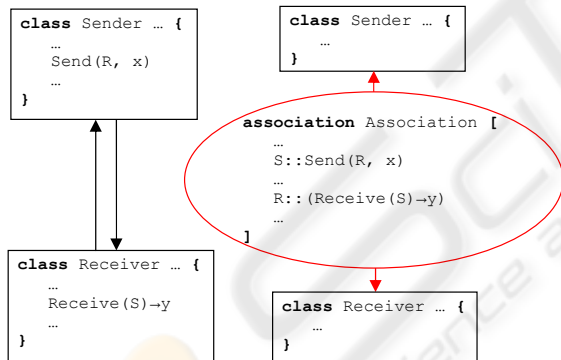 class Sender … {
…
Send(R, x)
…
}
class Receiver … {
…
Receive(S)→y
…
}
class Sender … {
…
}
association Association [
…
S::Send(R, x)
…
R::(Receive(S)→y)
…
]
class Receiver … {
…
}